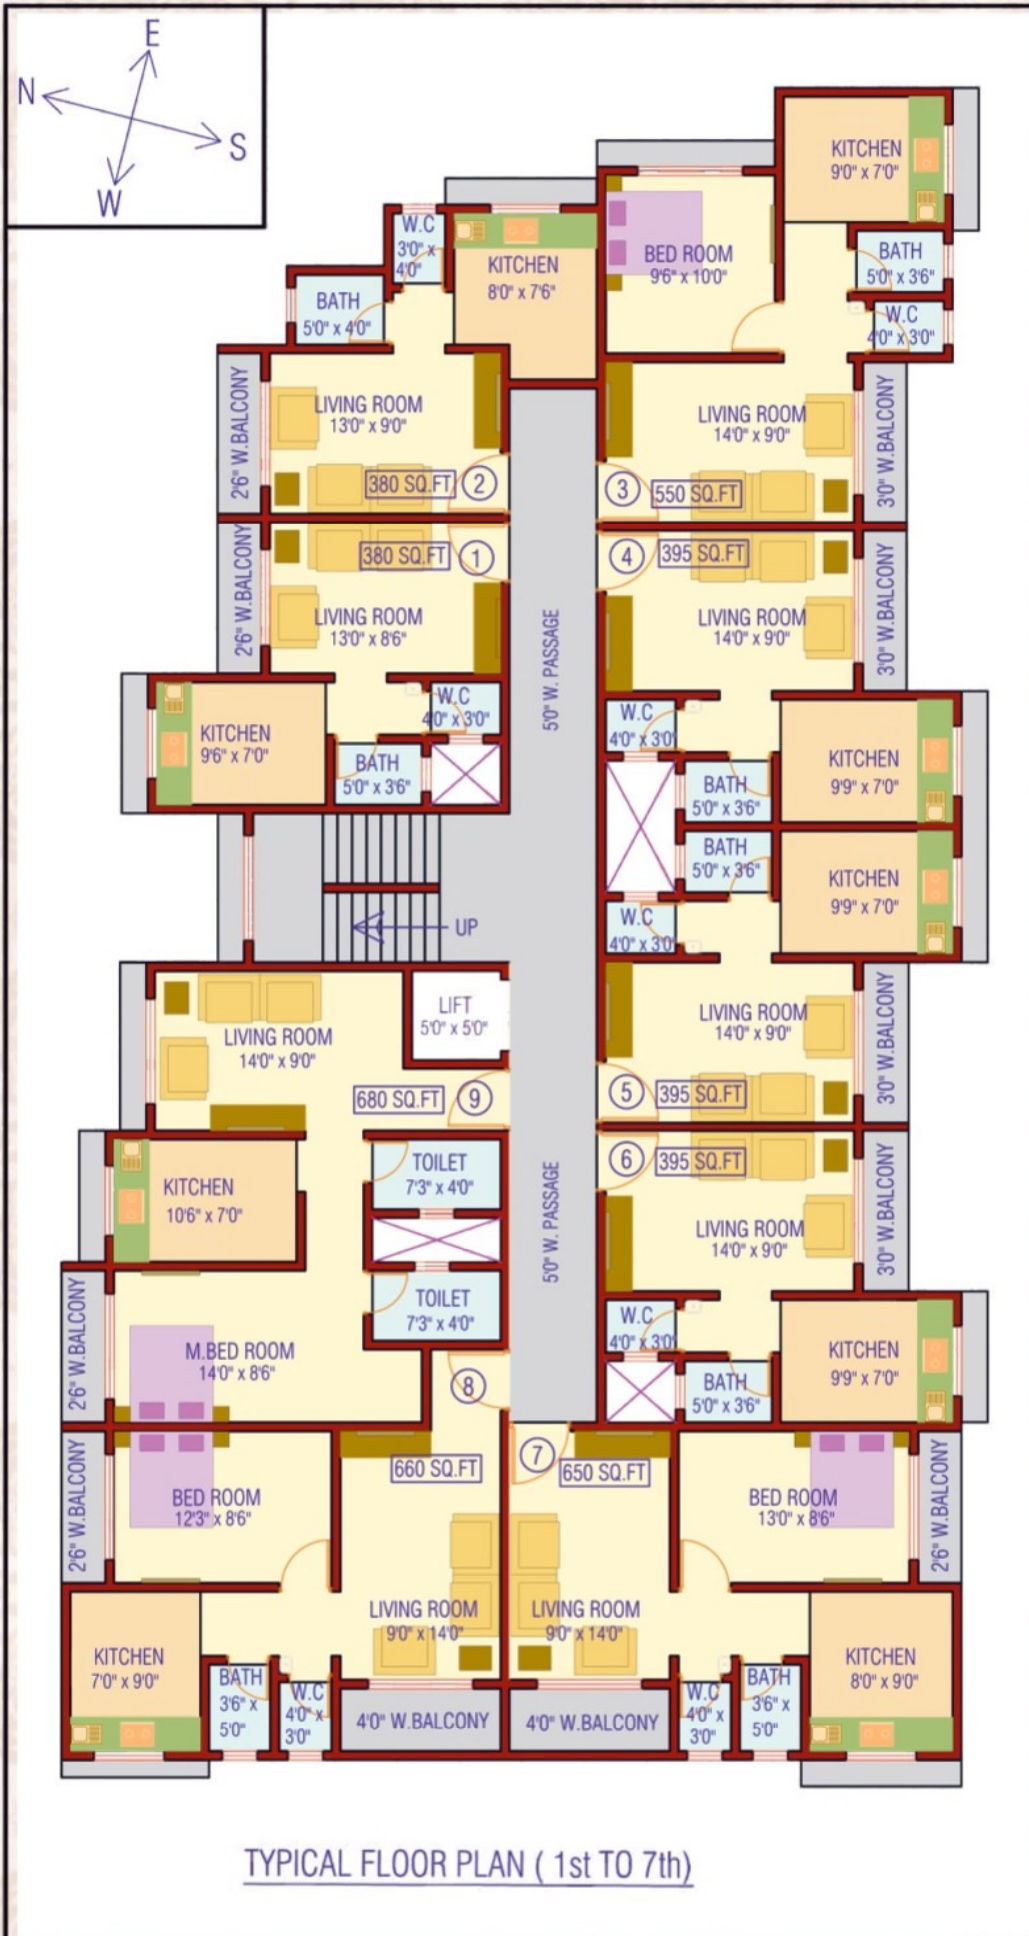 E
N
S
W
KITCHEN
9'0" x 7'0"
W.C
3'0" x
4'0"
KITCHEN
8'0" x 7'6"
BED ROOM
9'6" x 10'0"
BATH
5'0" x 3'6"
BATH
5'0" x 4'0"
W.C
4'0" x 3'0"
2'6" W.BALCONY
LIVING ROOM
13'0" x 9'0"
380 SQ.FT
2
LIVING ROOM
14'0" x 9'0"
3
550 SQ.FT
3'0" W.BALCONY
2'6" W.BALCONY
380 SQ.FT
1
LIVING ROOM
13'0" x 8'6"
5'0" W. PASSAGE
4
395 SQ.FT
LIVING ROOM
14'0" x 9'0"
3'0" W.BALCONY
KITCHEN
9'6" x 7'0"
W.C
4'0" x 3'0"
BATH
5'0" x 3'6"
W.C
4'0" x 3'0"
KITCHEN
9'9" x 7'0"
BATH
5'0" x 3'6"
BATH
5'0" x 3'6"
KITCHEN
9'9" x 7'0"
W.C
4'0" x 3'0"
UP
LIFT
5'0" x 5'0"
LIVING ROOM
14'0" x 9'0"
680 SQ.FT
9
LIVING ROOM
14'0" x 9'0"
5
395 SQ.FT
3'0" W.BALCONY
TOILET
7'3" x 4'0"
KITCHEN
10'6" x 7'0"
5'0" W. PASSAGE
6
395 SQ.FT
LIVING ROOM
14'0" x 9'0"
3'0" W.BALCONY
TOILET
7'3" x 4'0"
2'6" W.BALCONY
M.BED ROOM
14'0" x 8'6"
8
W.C
4'0" x 3'0"
KITCHEN
9'9" x 7'0"
BATH
5'0" x 3'6"
660 SQ.FT
7
650 SQ.FT
2'6" W.BALCONY
BED ROOM
12'3" x 8'6"
BED ROOM
13'0" x 8'6"
2'6" W.BALCONY
LIVING ROOM
9'0" x 14'0"
LIVING ROOM
9'0" x 14'0"
KITCHEN
7'0" x 9'0"
BATH
3'6" x
5'0"
W.C
4'0" x
3'0"
4'0" W.BALCONY
4'0" W.BALCONY
W.C
4'0" x
3'0"
BATH
3'6" x
5'0"
KITCHEN
8'0" x 9'0"
TYPICAL FLOOR PLAN ( 1st TO 7th)